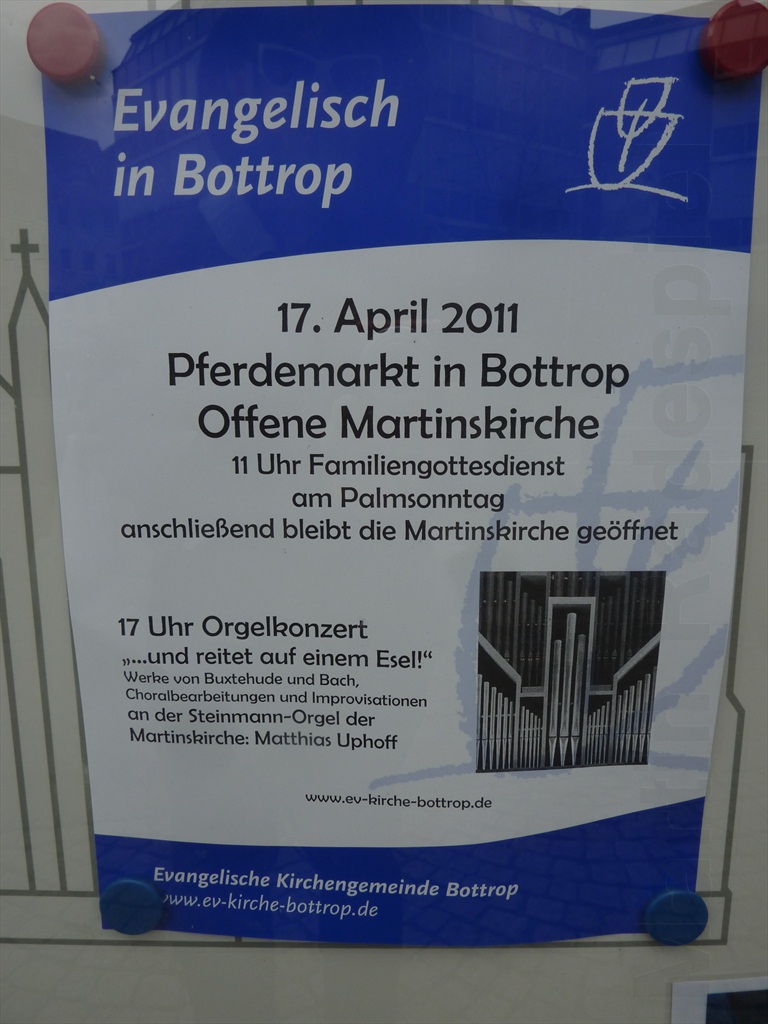 Evangelisch
in Bottrop
17. April 2011
Pferdemarkt in Bottrop
Offene Martinskirche
11 Uhr Familiengottesdienst
am Palmsonntag
anschließend bleibt die Martinskirche geöffnet
17 Uhr Orgelkonzert
„...und reitet auf einem Esel!“
Werke von Buxtehude und Bach,
Choralbearbeitungen und Improvisationen
an der Steinmann-Orgel der
Martinskirche: Matthias Uphoff
www.ev-kirche-bottrop.de
Evangelische Kirchengemeinde Bottrop
www.ev-kirche-bottrop.de